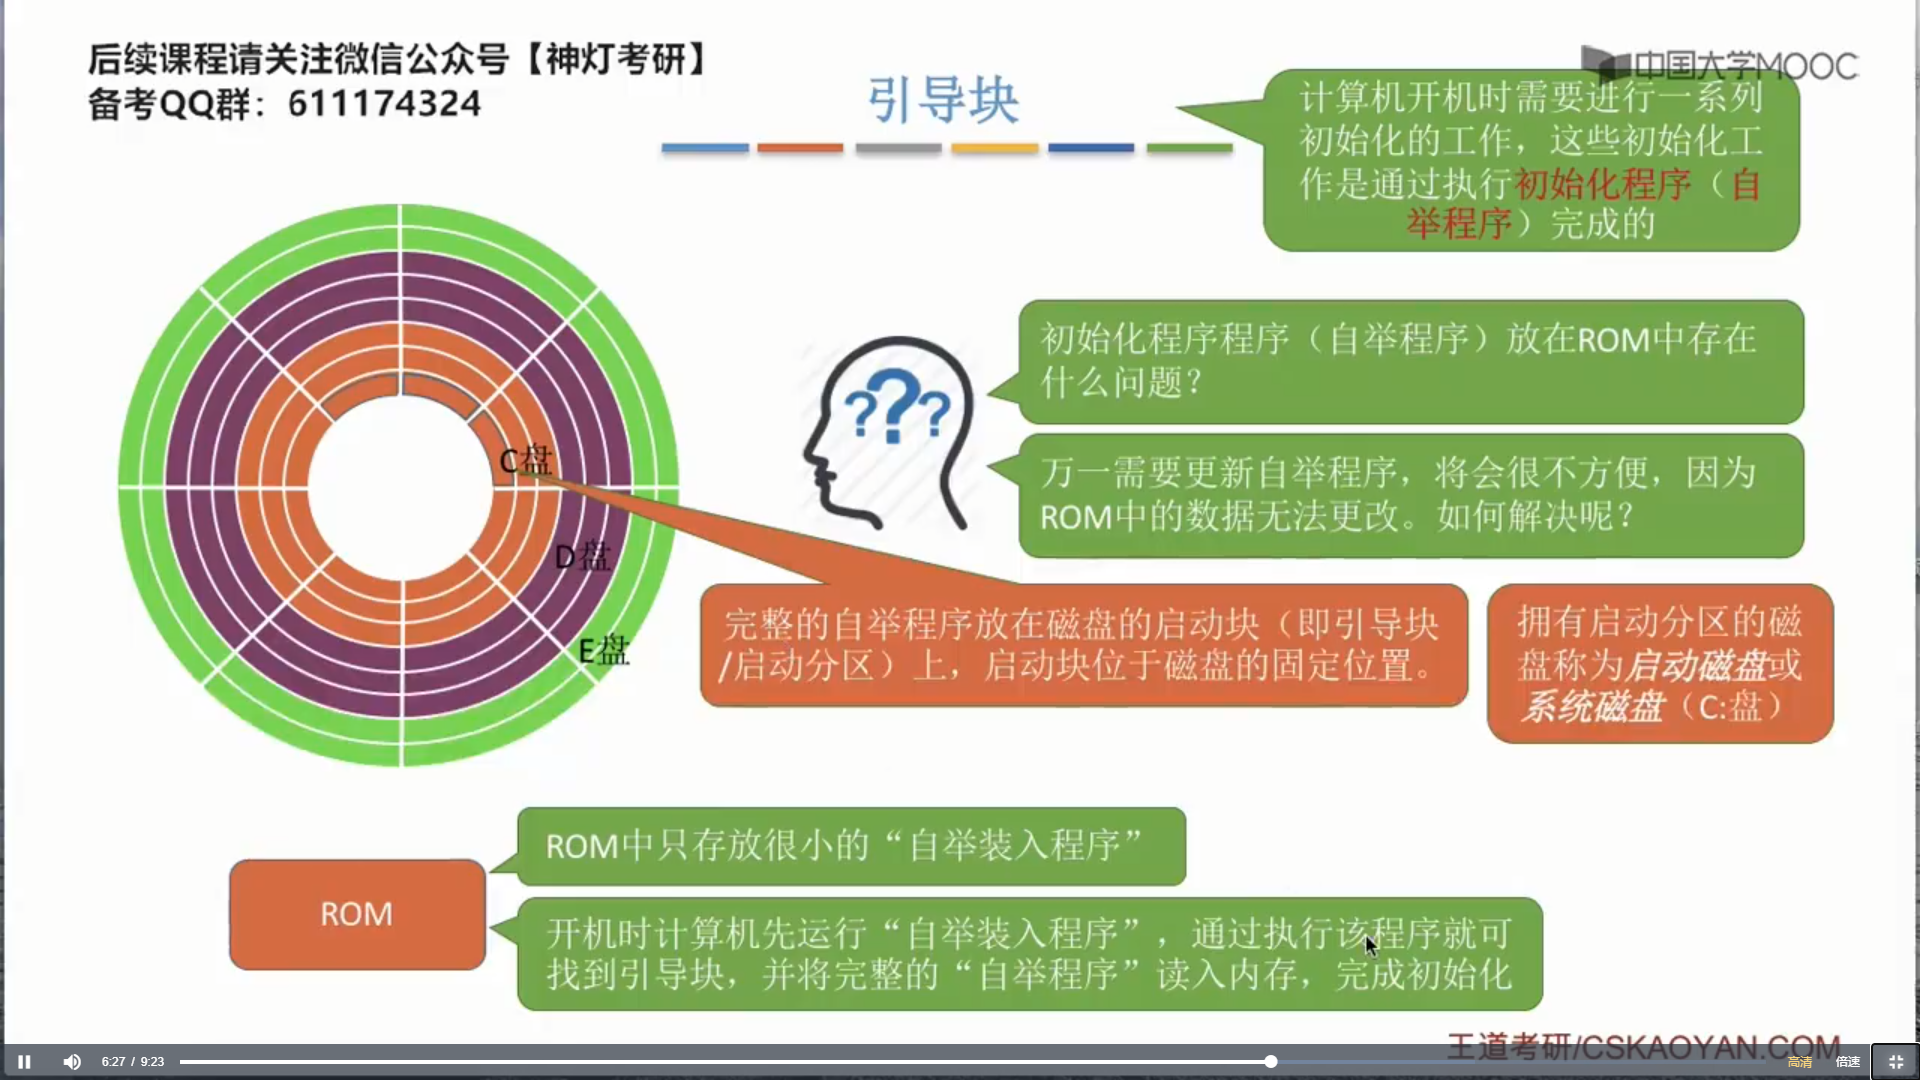 后续课程请关注微信公众号【神灯考研】
备考QQ群：611174324
中国大学MOOC
引导块
计算机开机时需要进行一系列
初始化的工作，这些初始化工
作是通过执行初始化程序（自
举程序）完成的
初始化程序程序（自举程序）放在ROM中存在
什么问题？
???
万一需要更新自举程序，将会很不方便，因为
ROM中的数据无法更改。如何解决呢？
C盘
D盘
E盘
完整的自举程序放在磁盘的启动块（即引导块
/启动分区）上，启动块位于磁盘的固定位置。
拥有启动分区的磁
盘称为启动磁盘或
系统磁盘（C:盘）
ROM中只存放很小的“自举装入程序”
ROM
开机时计算机先运行“自举装入程序”，通过执行该程序就可
找到引导块，并将完整的“自举程序”读入内存，完成初始化
王道考研/CSKAOYAN.COM
6:27 / 9:23
高清
倍速